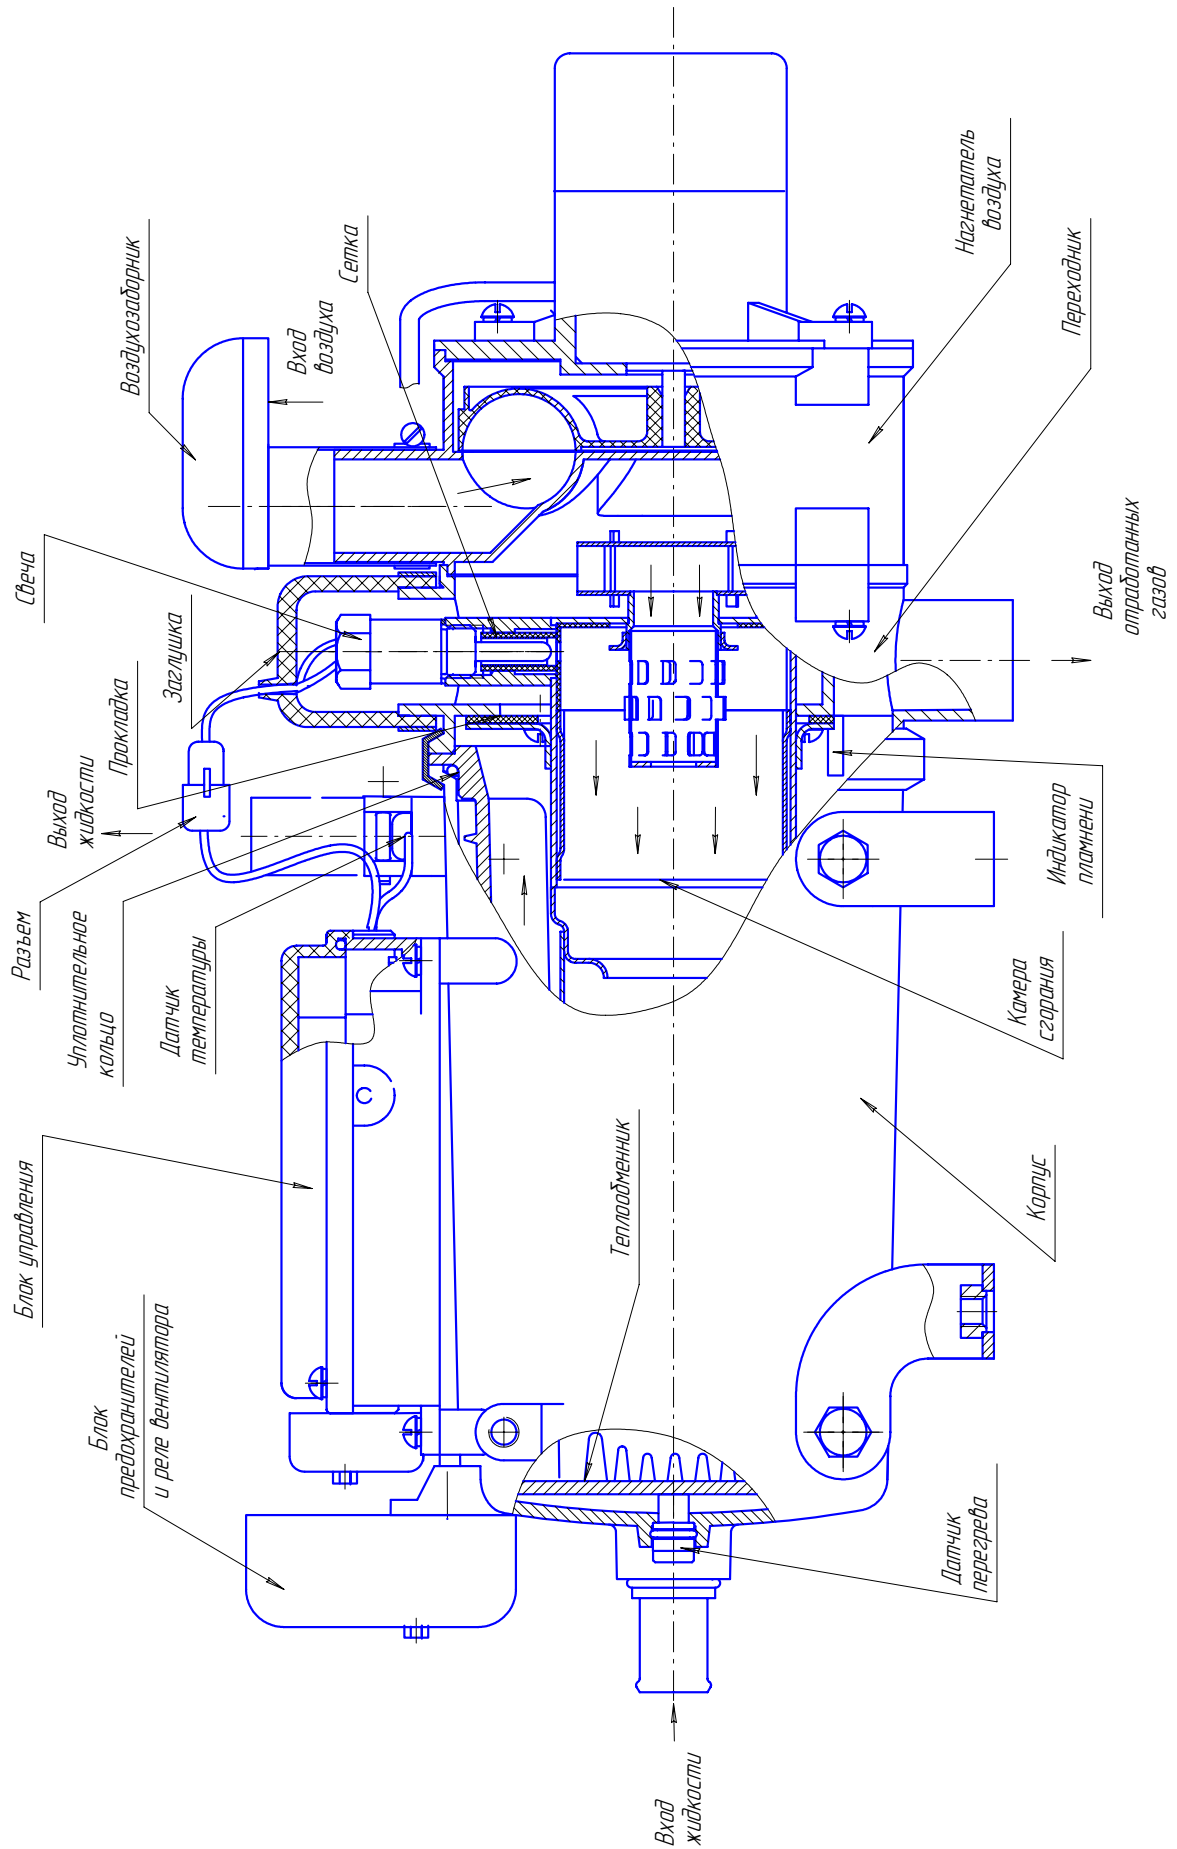 Вход
жидкости
Блок
предохранителей
и реле вентилятора
Блок управления
Датчик
температуры
Уплотнительное
кольцо
Разъем
Выход
жидкости
Прокладка
Заглушка
Свеча
Воздухозаборник
Вход
воздуха
Сетка
Нагнетатель
воздуха
Переходник
Выход
отработанных
газов
Индикатор
пламнени
Камера
сгорания
Корпус
Теплообменник
Датчик
перегрева